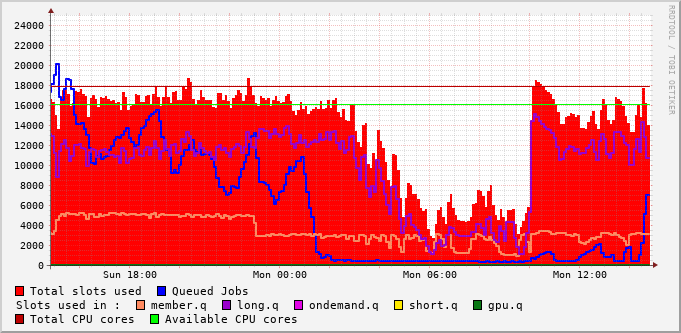 24000
22000
20000
18000
16000
14000
12000
10000
8000
6000
4000
2000
0
Sun 18:00 Mon 00:00 Mon 06:00 Mon 12:00
Total slots used Queued Jobs
Slots used in : member.q long.q ondemand.q short.q gpu.q
Total CPU cores Available CPU cores
RRDTOOL / TOBI OETIKER